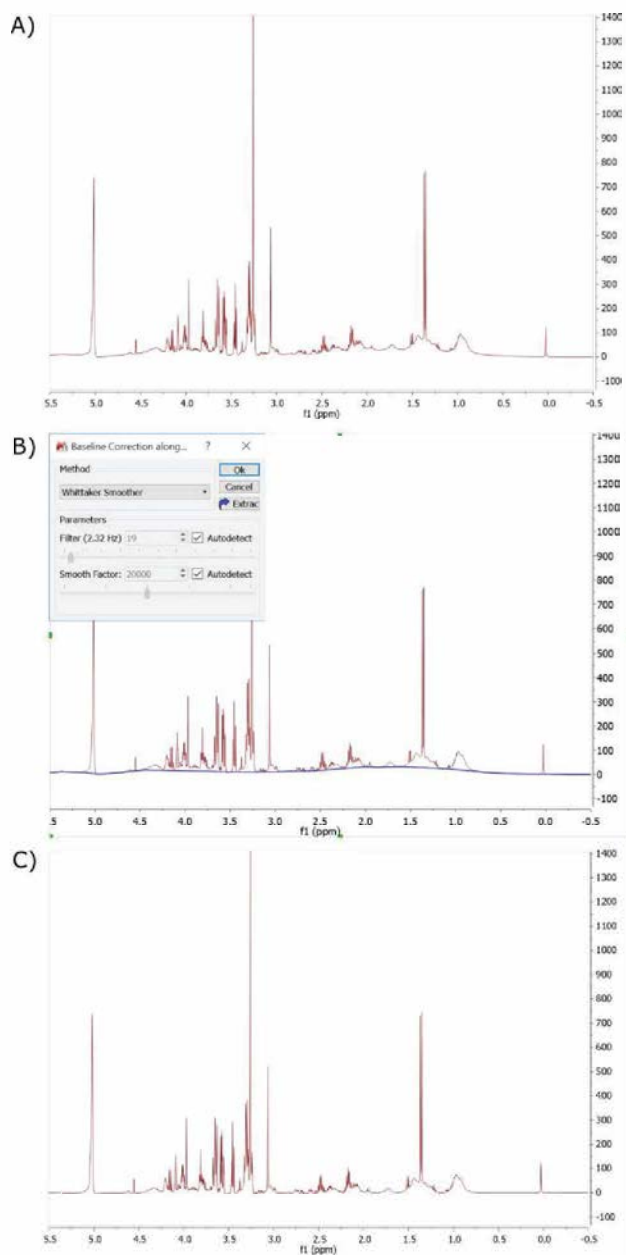 A)
1400
1300
1200
1100
1000
900
800
700
600
500
400
300
200
100
0
-100
5.5 5.0 4.5 4.0 3.5 3.0 2.5 2.0 1.5 1.0 0.5 0.0 -0.5
f1 (ppm)
B)
Baseline Correction along... ? ×
Method
Ok
Whittaker Smoother
Cancel
Extrac
Parameters
Filter (2.32 Hz) 19 Autodetect
Smooth Factor: 20000 Autodetect
1400
1300
1200
1100
1000
900
800
700
600
500
400
300
200
100
0
-100
5.5 5.0 4.5 4.0 3.5 3.0 2.5 2.0 1.5 1.0 0.5 0.0 -0.5
f1 (ppm)
C)
1400
1300
1200
1100
1000
900
800
700
600
500
400
300
200
100
0
-100
5.5 5.0 4.5 4.0 3.5 3.0 2.5 2.0 1.5 1.0 0.5 0.0 -0.5
f1 (ppm)